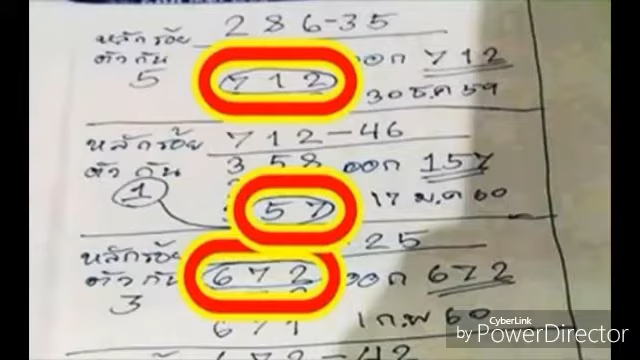 286-35
หลักร้อย
ตัวกัน 712 ออก 712
5 30 ธ.ค 59
หลักร้อย 712-46
ตัวกัน 358 ออก 157
1 57 17 ม.ค 60
หลักร้อย 25
ตัวกัน 672 ออก 672
3 671 1 ก.พ 60
672-42
CyberLink
by PowerDirector